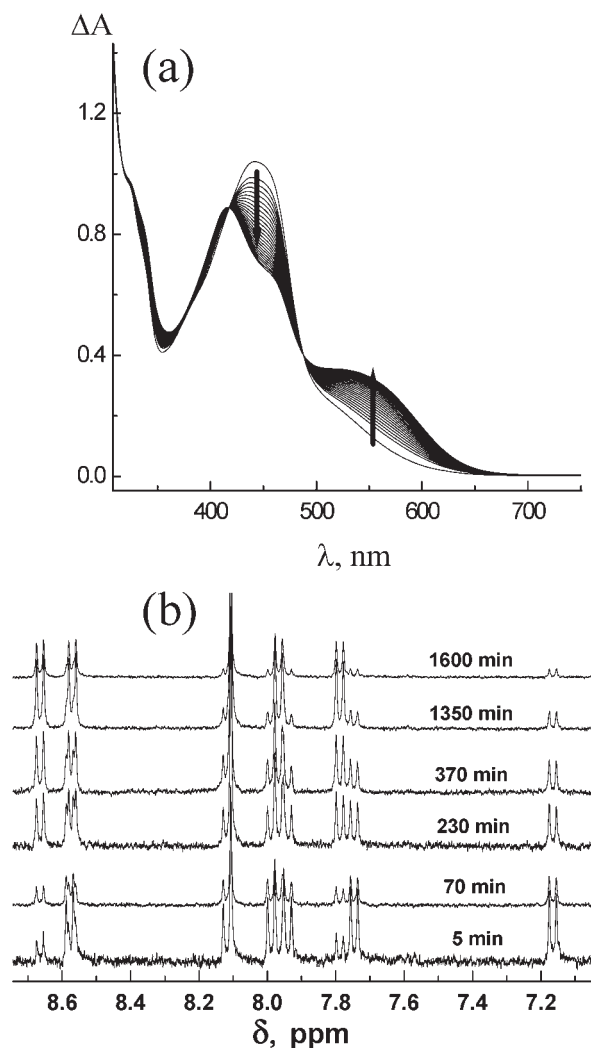 ΔA
(a)
1.2
0.8
0.4
0.0
400 500 600 700
λ, nm
(b)
1600 min
1350 min
370 min
230 min
70 min
5 min
8.6 8.4 8.2 8.0 7.8 7.6 7.4 7.2
δ, ppm